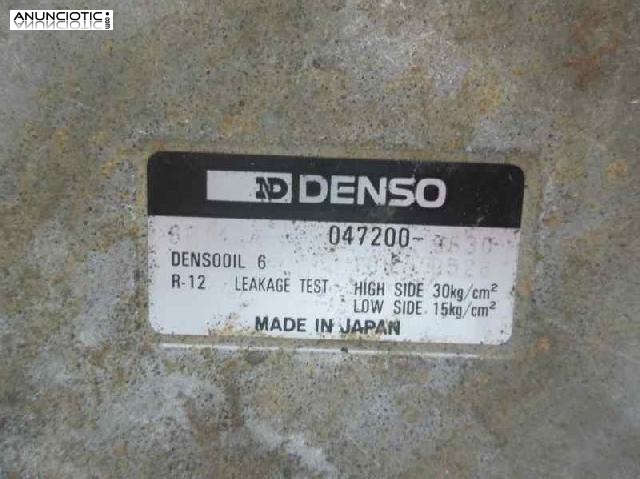 ANUNCIOTIC.com
ND DENSO
047200-
DENSOOIL 6
R-12 LEAKAGE TEST HIGH SIDE 30kg/cm²
LOW SIDE 15kg/cm²
MADE IN JAPAN